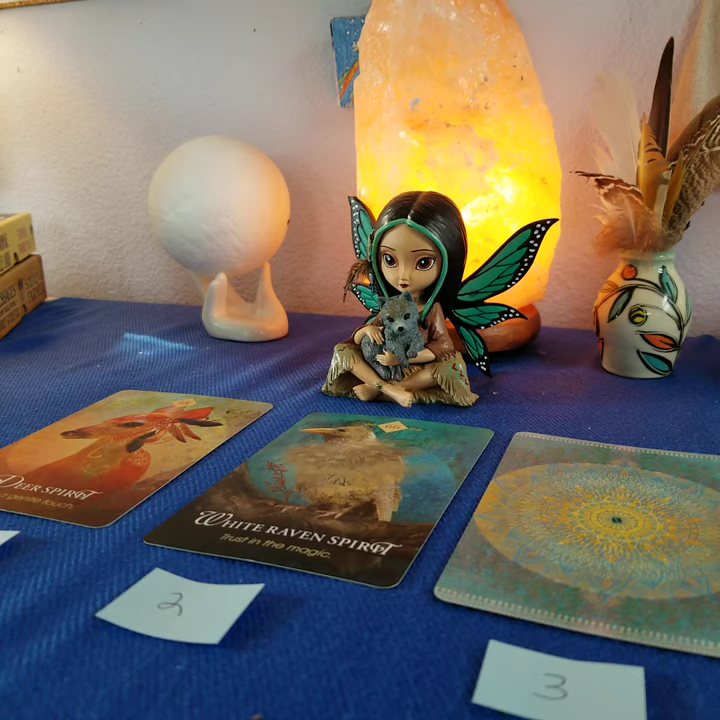 Deer Spirit
a gentle touch.
White Raven Spirit
Trust in the magic.
2
3